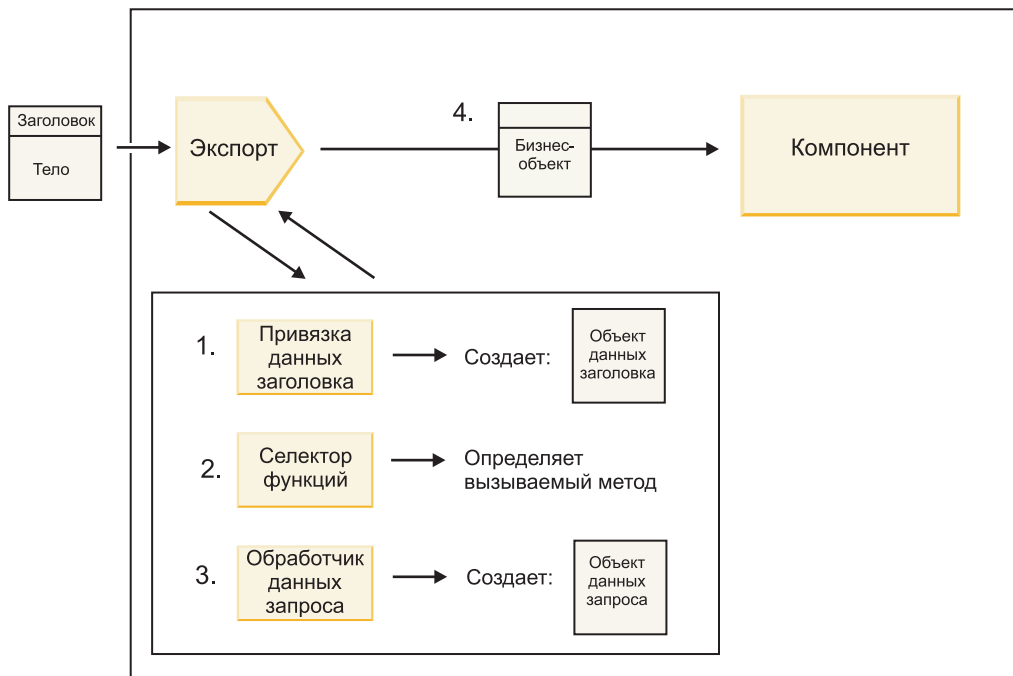 Заголовок
Тело
Экспорт
4.
Бизнес-
объект
Компонент
1.
Привязка
данных
заголовка
Создает:
Объект
данных
заголовка
2.
Селектор
функций
Определяет
вызываемый метод
3.
Обработчик
данных
запроса
Создает:
Объект
данных
запроса